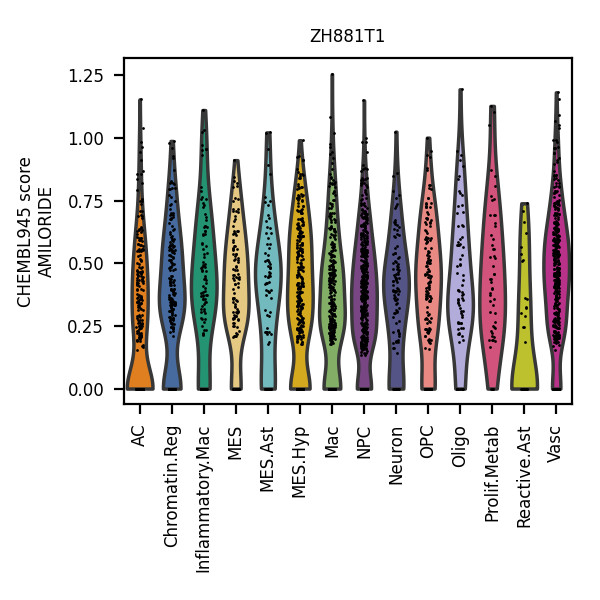 ZH881T1
CHEMBL945 score
AMILORIDE
1.25
1.00
0.75
0.50
0.25
0.00
AC
Chromatin.Reg
Inflammatory.Mac
MES
MES.Ast
MES.Hyp
Mac
NPC
Neuron
OPC
Oligo
Prolif.Metab
Reactive.Ast
Vasc